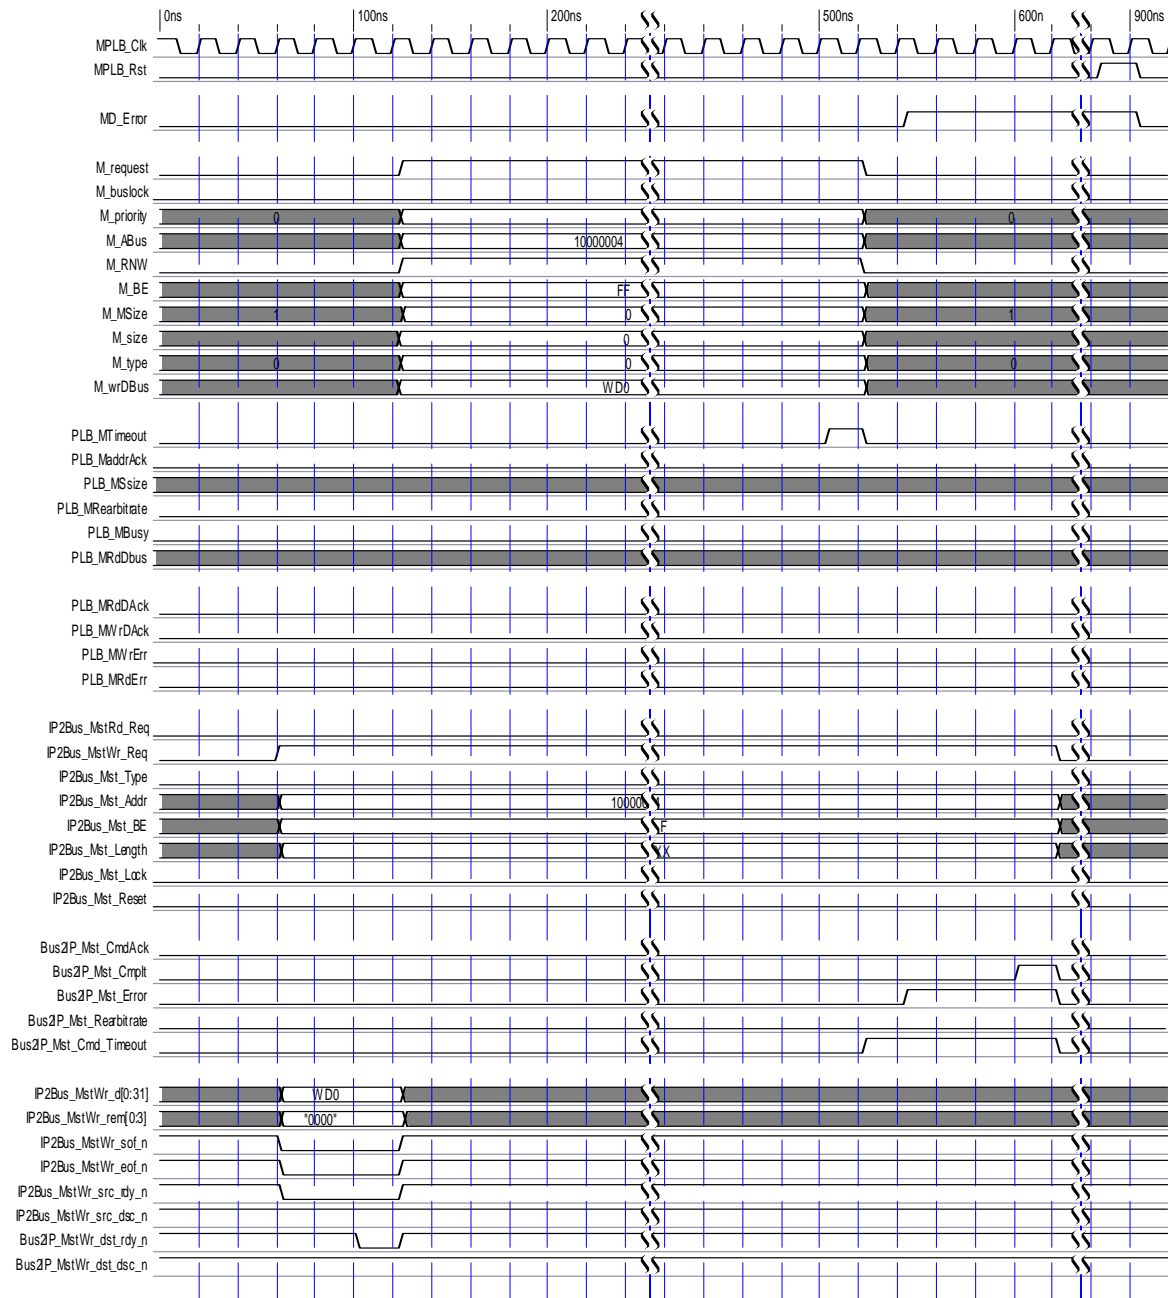 0ns 100ns 200ns 500ns 600n 900ns
MPLB_Clk
MPLB_Rst
MD_Error
M_request
M_buslock
M_priority 0 0
M_ABus 10000004
M_RNW
M_BE FF
M_MSize 1 0 1
M_size 0
M_type 0 0 0
M_wrDBus WD0
PLB_MTimeout
PLB_MaddrAck
PLB_MSsize
PLB_MRearbitrate
PLB_MBusy
PLB_MRdDbus
PLB_MRdDAck
PLB_MWrDAck
PLB_MWrErr
PLB_MRdErr
IP2Bus_MstRd_Req
IP2Bus_MstWr_Req
IP2Bus_Mst_Type
IP2Bus_Mst_Addr
IP2Bus_Mst_BE F
IP2Bus_Mst_Length
IP2Bus_Mst_Lock
IP2Bus_Mst_Reset
Bus2IP_Mst_CmdAck
Bus2IP_Mst_Cmplt
Bus2IP_Mst_Error
Bus2IP_Mst_Rearbitrate
Bus2IP_Mst_Cmd_Timeout
IP2Bus_MstWr_d[0:31] WD0
IP2Bus_MstWr_rem[0:3] "0000"
IP2Bus_MstWr_sof_n
IP2Bus_MstWr_eof_n
IP2Bus_MstWr_src_rdy_n
IP2Bus_MstWr_src_dsc_n
Bus2IP_MstWr_dst_rdy_n
Bus2IP_MstWr_dst_dsc_n